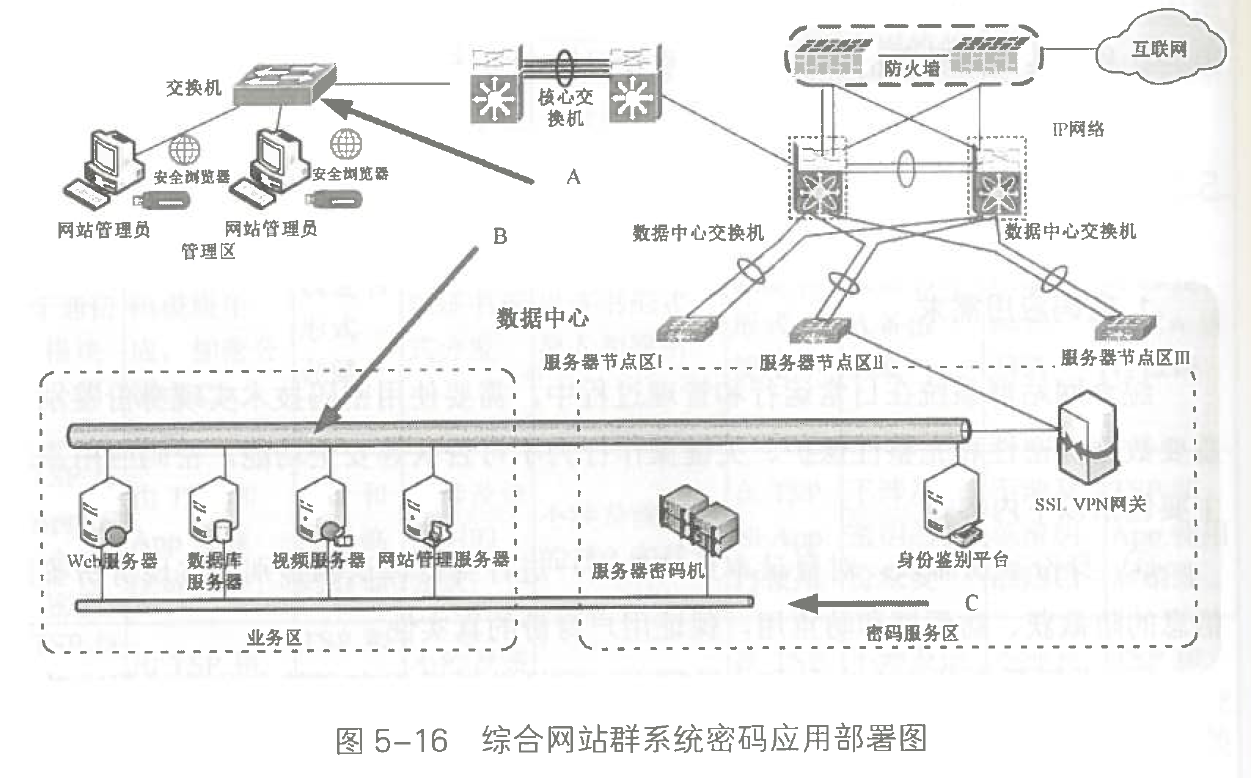 互联网
防火墙
交换机
核心交
换机
IP网络
安全浏览器
安全浏览器
A
网站管理员
网站管理员
管理区
B
数据中心交换机
数据中心交换机
数据中心
服务器节点区I
服务器节点区II
服务器节点区III
SSL VPN网关
Web服务器
数据库
服务器
视频服务器
网站管理服务器
服务器密码机
身份鉴别平台
C
业务区
密码服务区
图 5-16 综合网站群系统密码应用部署图